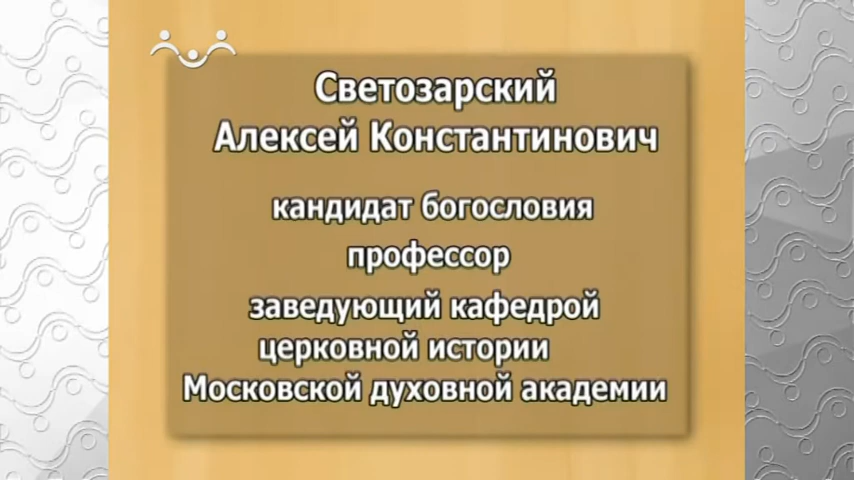 Светозарский
Алексей Константинович
кандидат богословия
профессор
заведующий кафедрой
церковной истории
Московской духовной академии